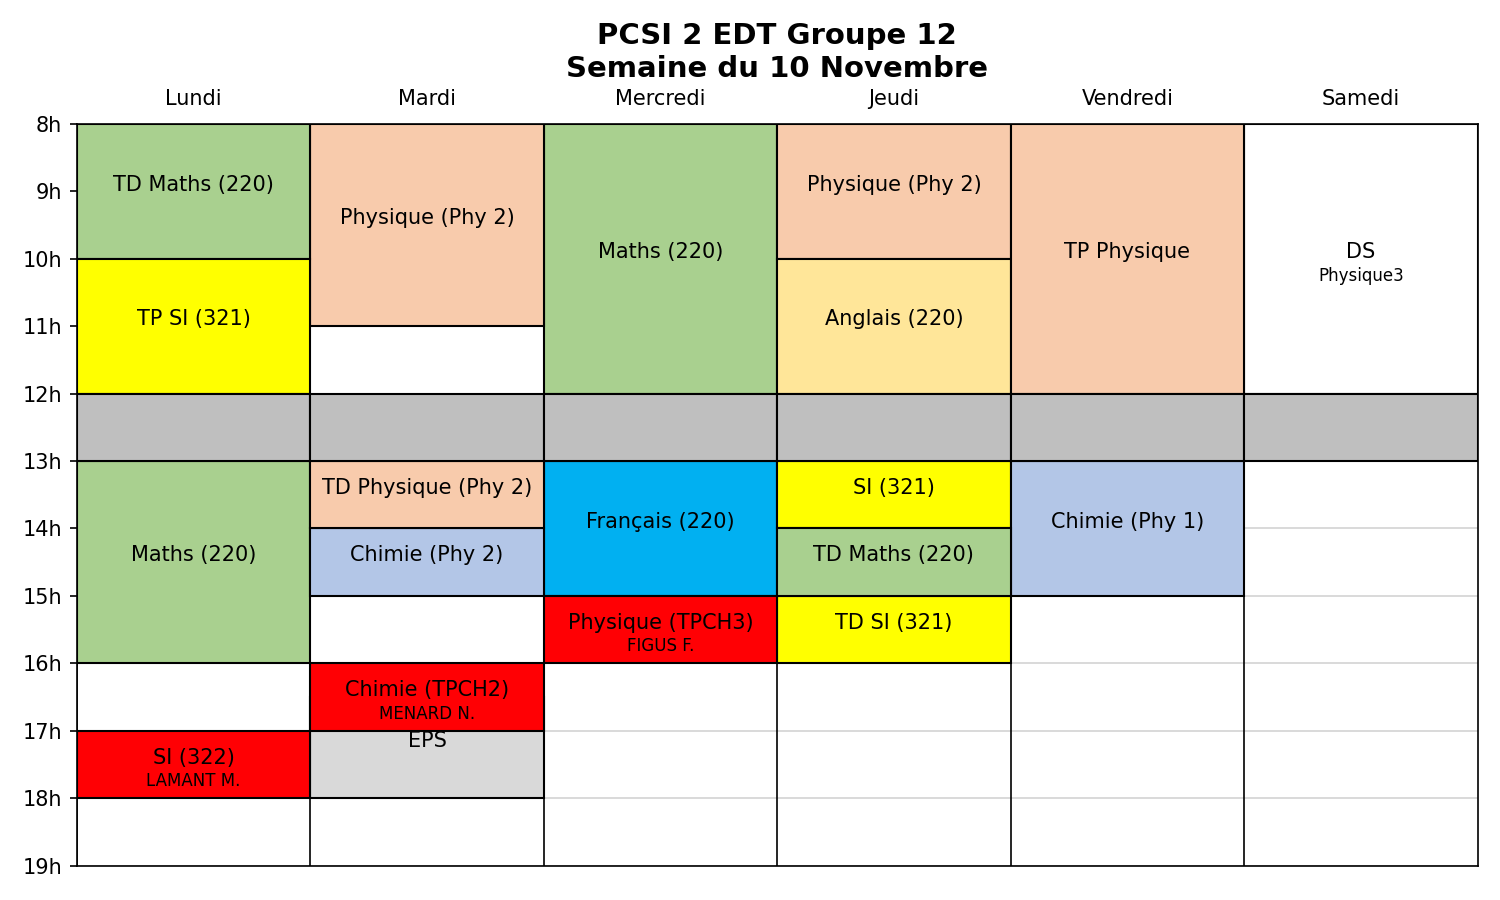 PCSI 2 EDT Groupe 12
Semaine du 10 Novembre
Lundi Mardi Mercredi Jeudi Vendredi Samedi
8h
TD Maths (220) Physique (Phy 2)
9h
Physique (Phy 2)
Maths (220) TP Physique DS
10h
Physique3
TP SI (321) Anglais (220)
11h
12h
13h
TD Physique (Phy 2) SI (321)
Français (220) Chimie (Phy 1)
14h
Maths (220) Chimie (Phy 2) TD Maths (220)
15h
Physique (TPCH3) TD SI (321)
FIGUS F.
16h
Chimie (TPCH2)
MENARD N.
17h
EPS
SI (322)
LAMANT M.
18h
19h